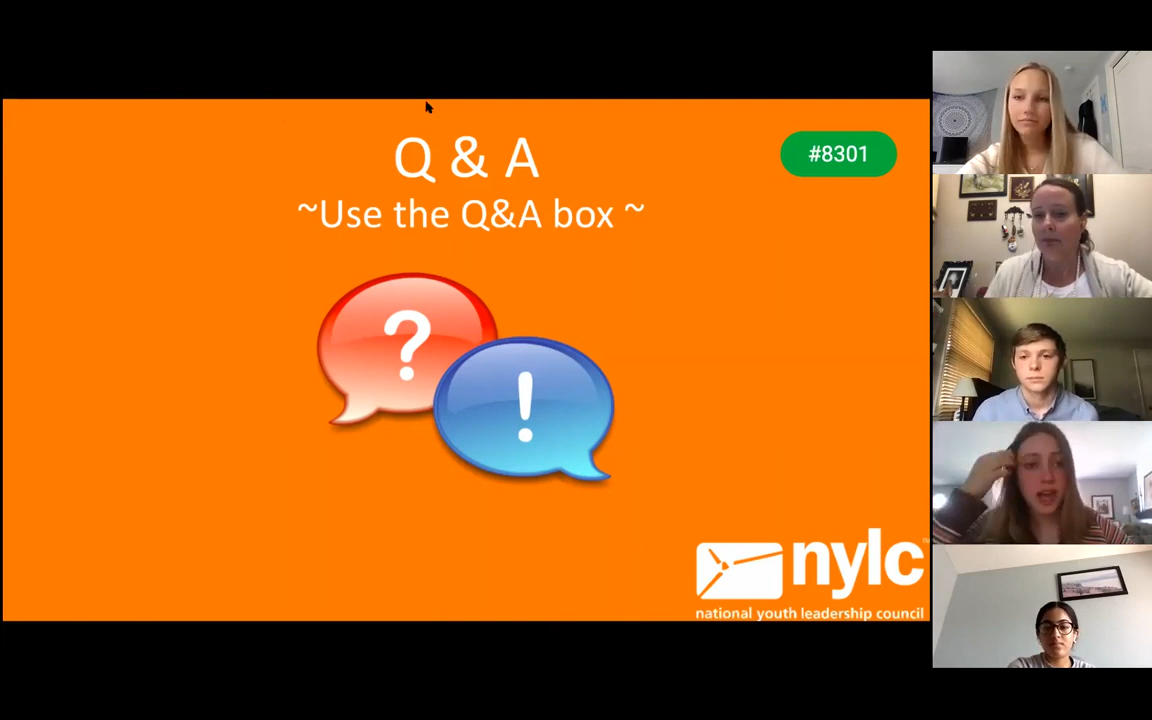 Q & A
#8301
~Use the Q&A box ~
?
!
nylc
national youth leadership council